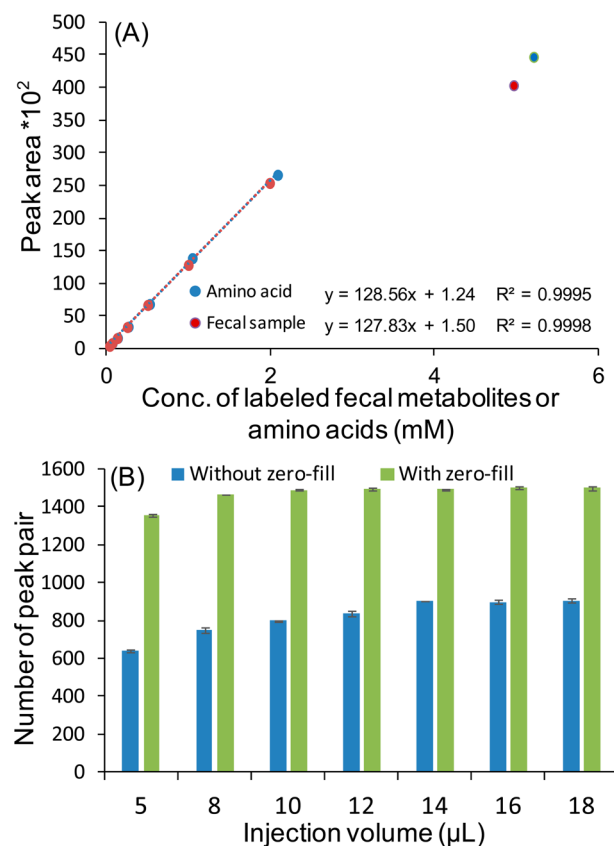 (A)
Peak area *10²
500
450
400
350
300
250
200
150
100
50
0
Amino acid y = 128.56x + 1.24 R² = 0.9995
Fecal sample y = 127.83x + 1.50 R² = 0.9998
0 2 4 6
Conc. of labeled fecal metabolites or
amino acids (mM)
(B)
Without zero-fill With zero-fill
Number of peak pair
1600
1400
1200
1000
800
600
400
200
0
5 8 10 12 14 16 18
Injection volume (µL)